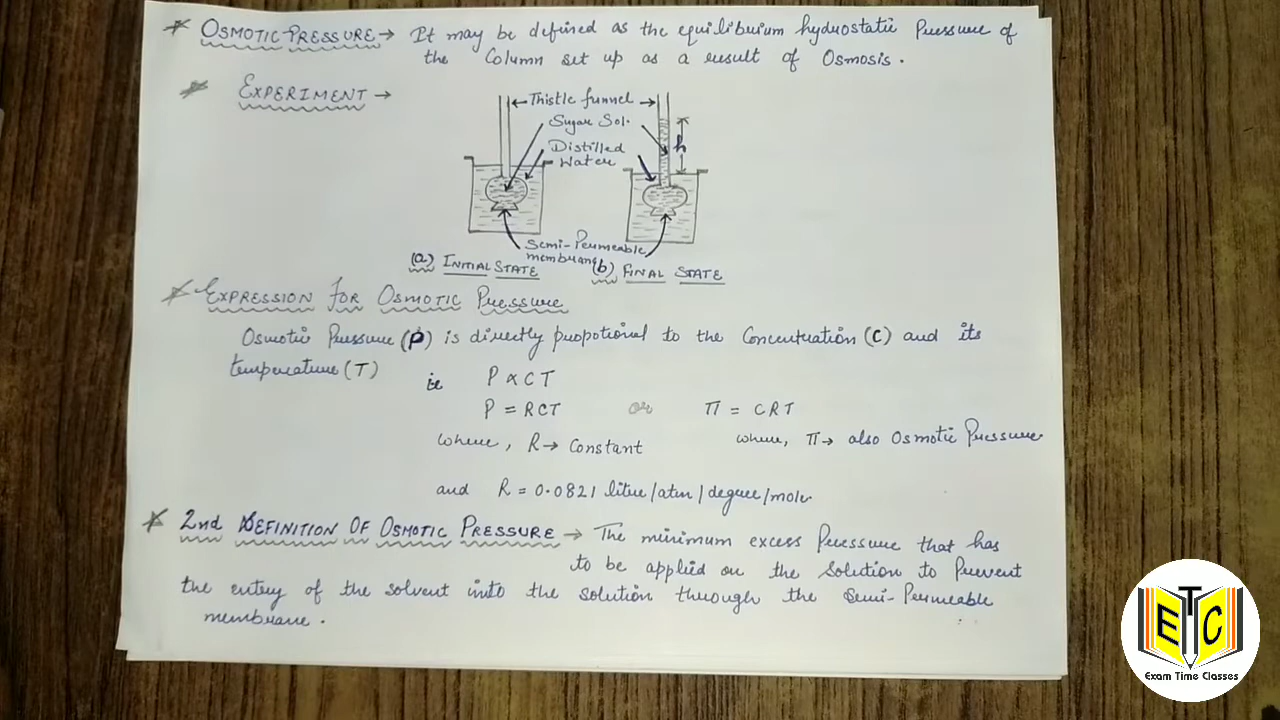 * OSMOTIC PRESSURE → It may be defined as the equilibrium hydrostatic Pressure of
the Column set up as a result of Osmosis.
* EXPERIMENT →
Thistle funnel
Sugar Sol.
Distilled
Water
h
Semi-Permeable
membrane
(a) INITIAL STATE
(b) FINAL STATE
* EXPRESSION FOR OSMOTIC PRESSURE
Osmotic Pressure (P) is directly propotional to the Concentration (C) and its
temperature (T)
ie P ∝ CT
P = RCT or π = CRT
where, R → Constant where, π → also Osmotic Pressure
and R = 0.0821 litre/atm/degree/mole
* 2nd DEFINITION OF OSMOTIC PRESSURE → The minimum excess Pressure that has
to be applied on the solution to Prevent
the entery of the solvent into the solution through the Semi-Permeable
membrane.
ETC
Exam Time Classes